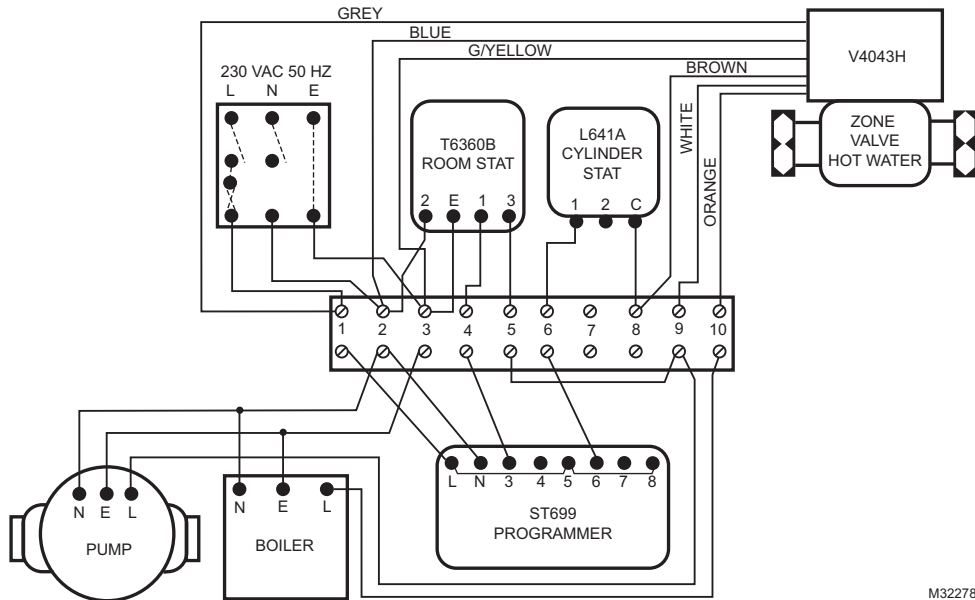 GREY
BLUE
G/YELLOW
BROWN
V4043H
ZONE
VALVE
HOT WATER
WHITE
ORANGE
230 VAC 50 HZ
L N E
T6360B
ROOM STAT
2 E 1 3
L641A
CYLINDER
STAT
1 2 C
1 2 3 4 5 6 7 8 9 10
N E L
PUMP
N E L
BOILER
L N 3 4 5 6 7 8
ST699
PROGRAMMER
M32278